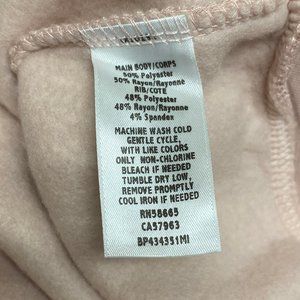 MAIN BODY/CORPS
50% Polyester
50% Rayon/Rayonne
RIB/COTE
48% Polyester
48% Rayon/Rayonne
4% Spandex
MACHINE WASH COLD
GENTLE CYCLE,
WITH LIKE COLORS
ONLY NON-CHLORINE
BLEACH IF NEEDED
TUMBLE DRY LOW,
REMOVE PROMPTLY
COOL IRON IF NEEDED
RN58665
CA57963
BP434351MI